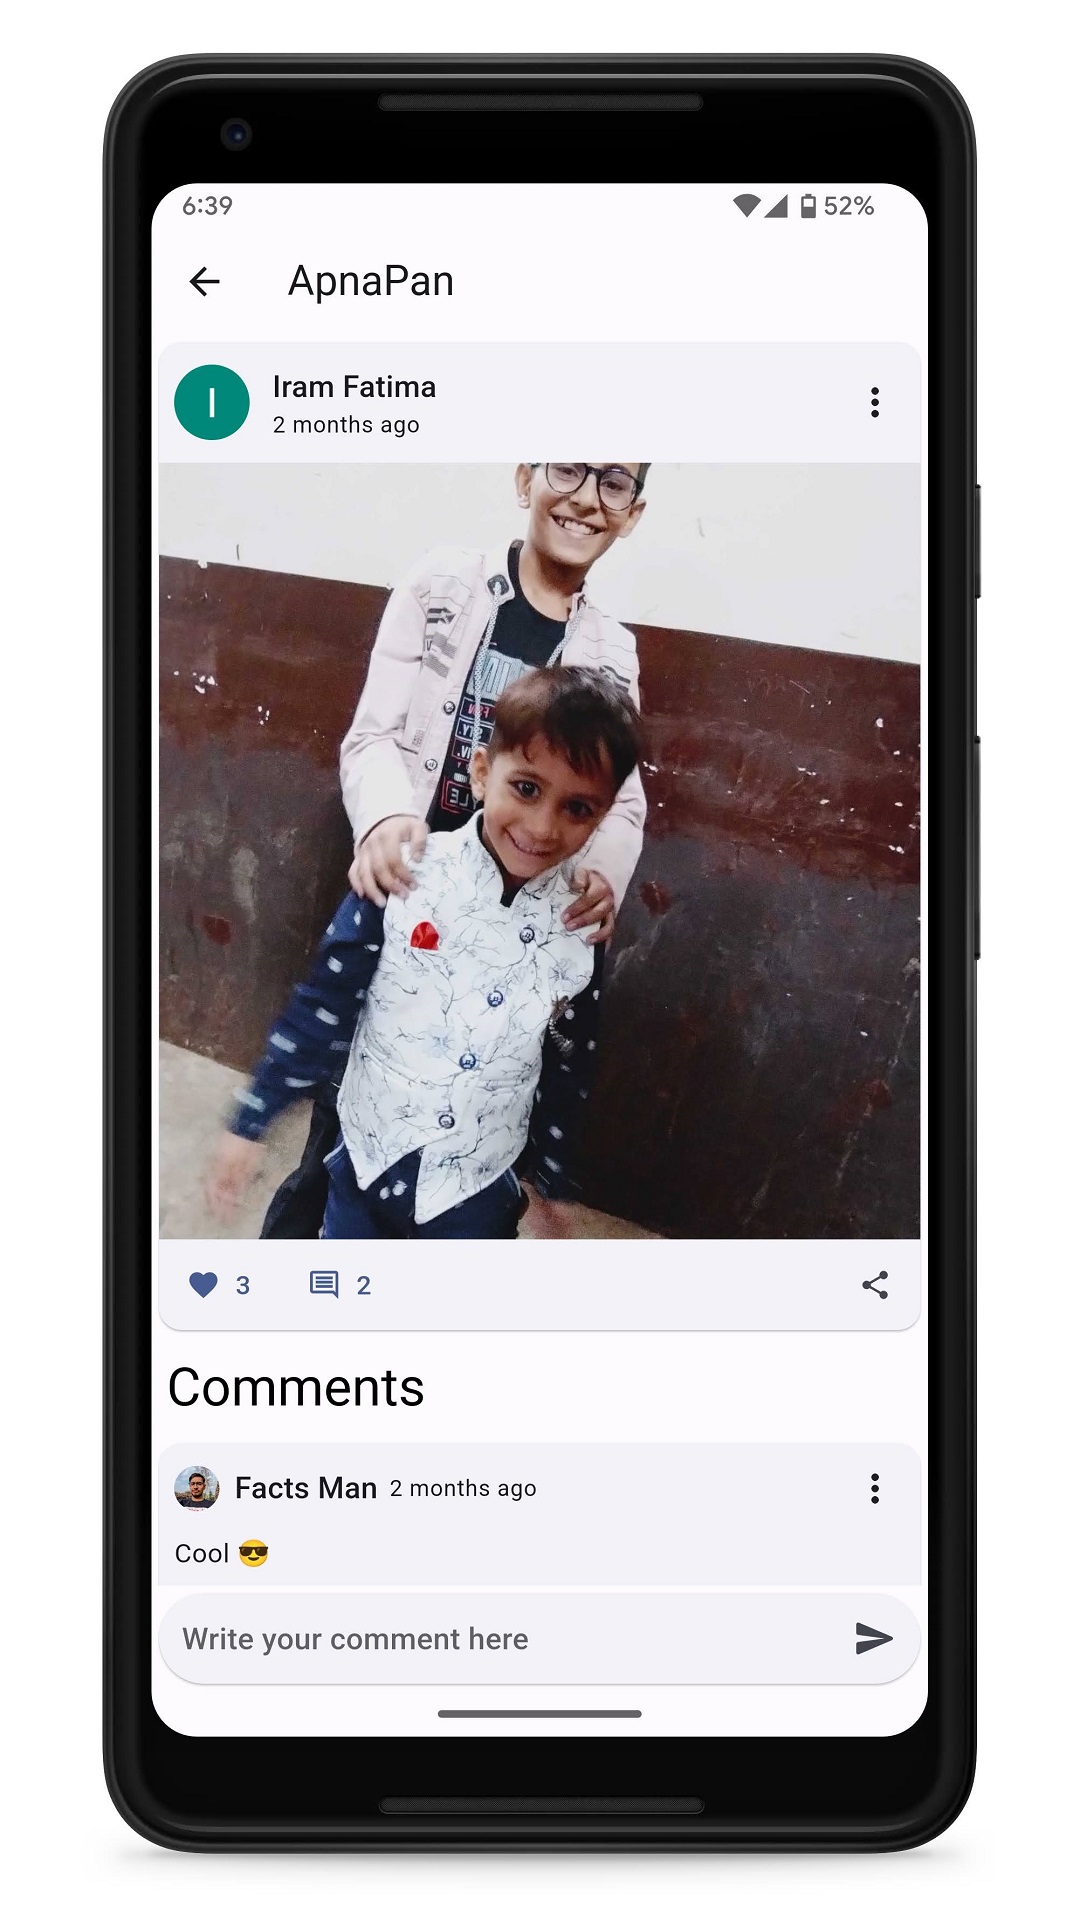 6:39 52%
ApnaPan
I
Iram Fatima
2 months ago
3 2
Comments
Facts Man 2 months ago
Cool 😎
Write your comment here